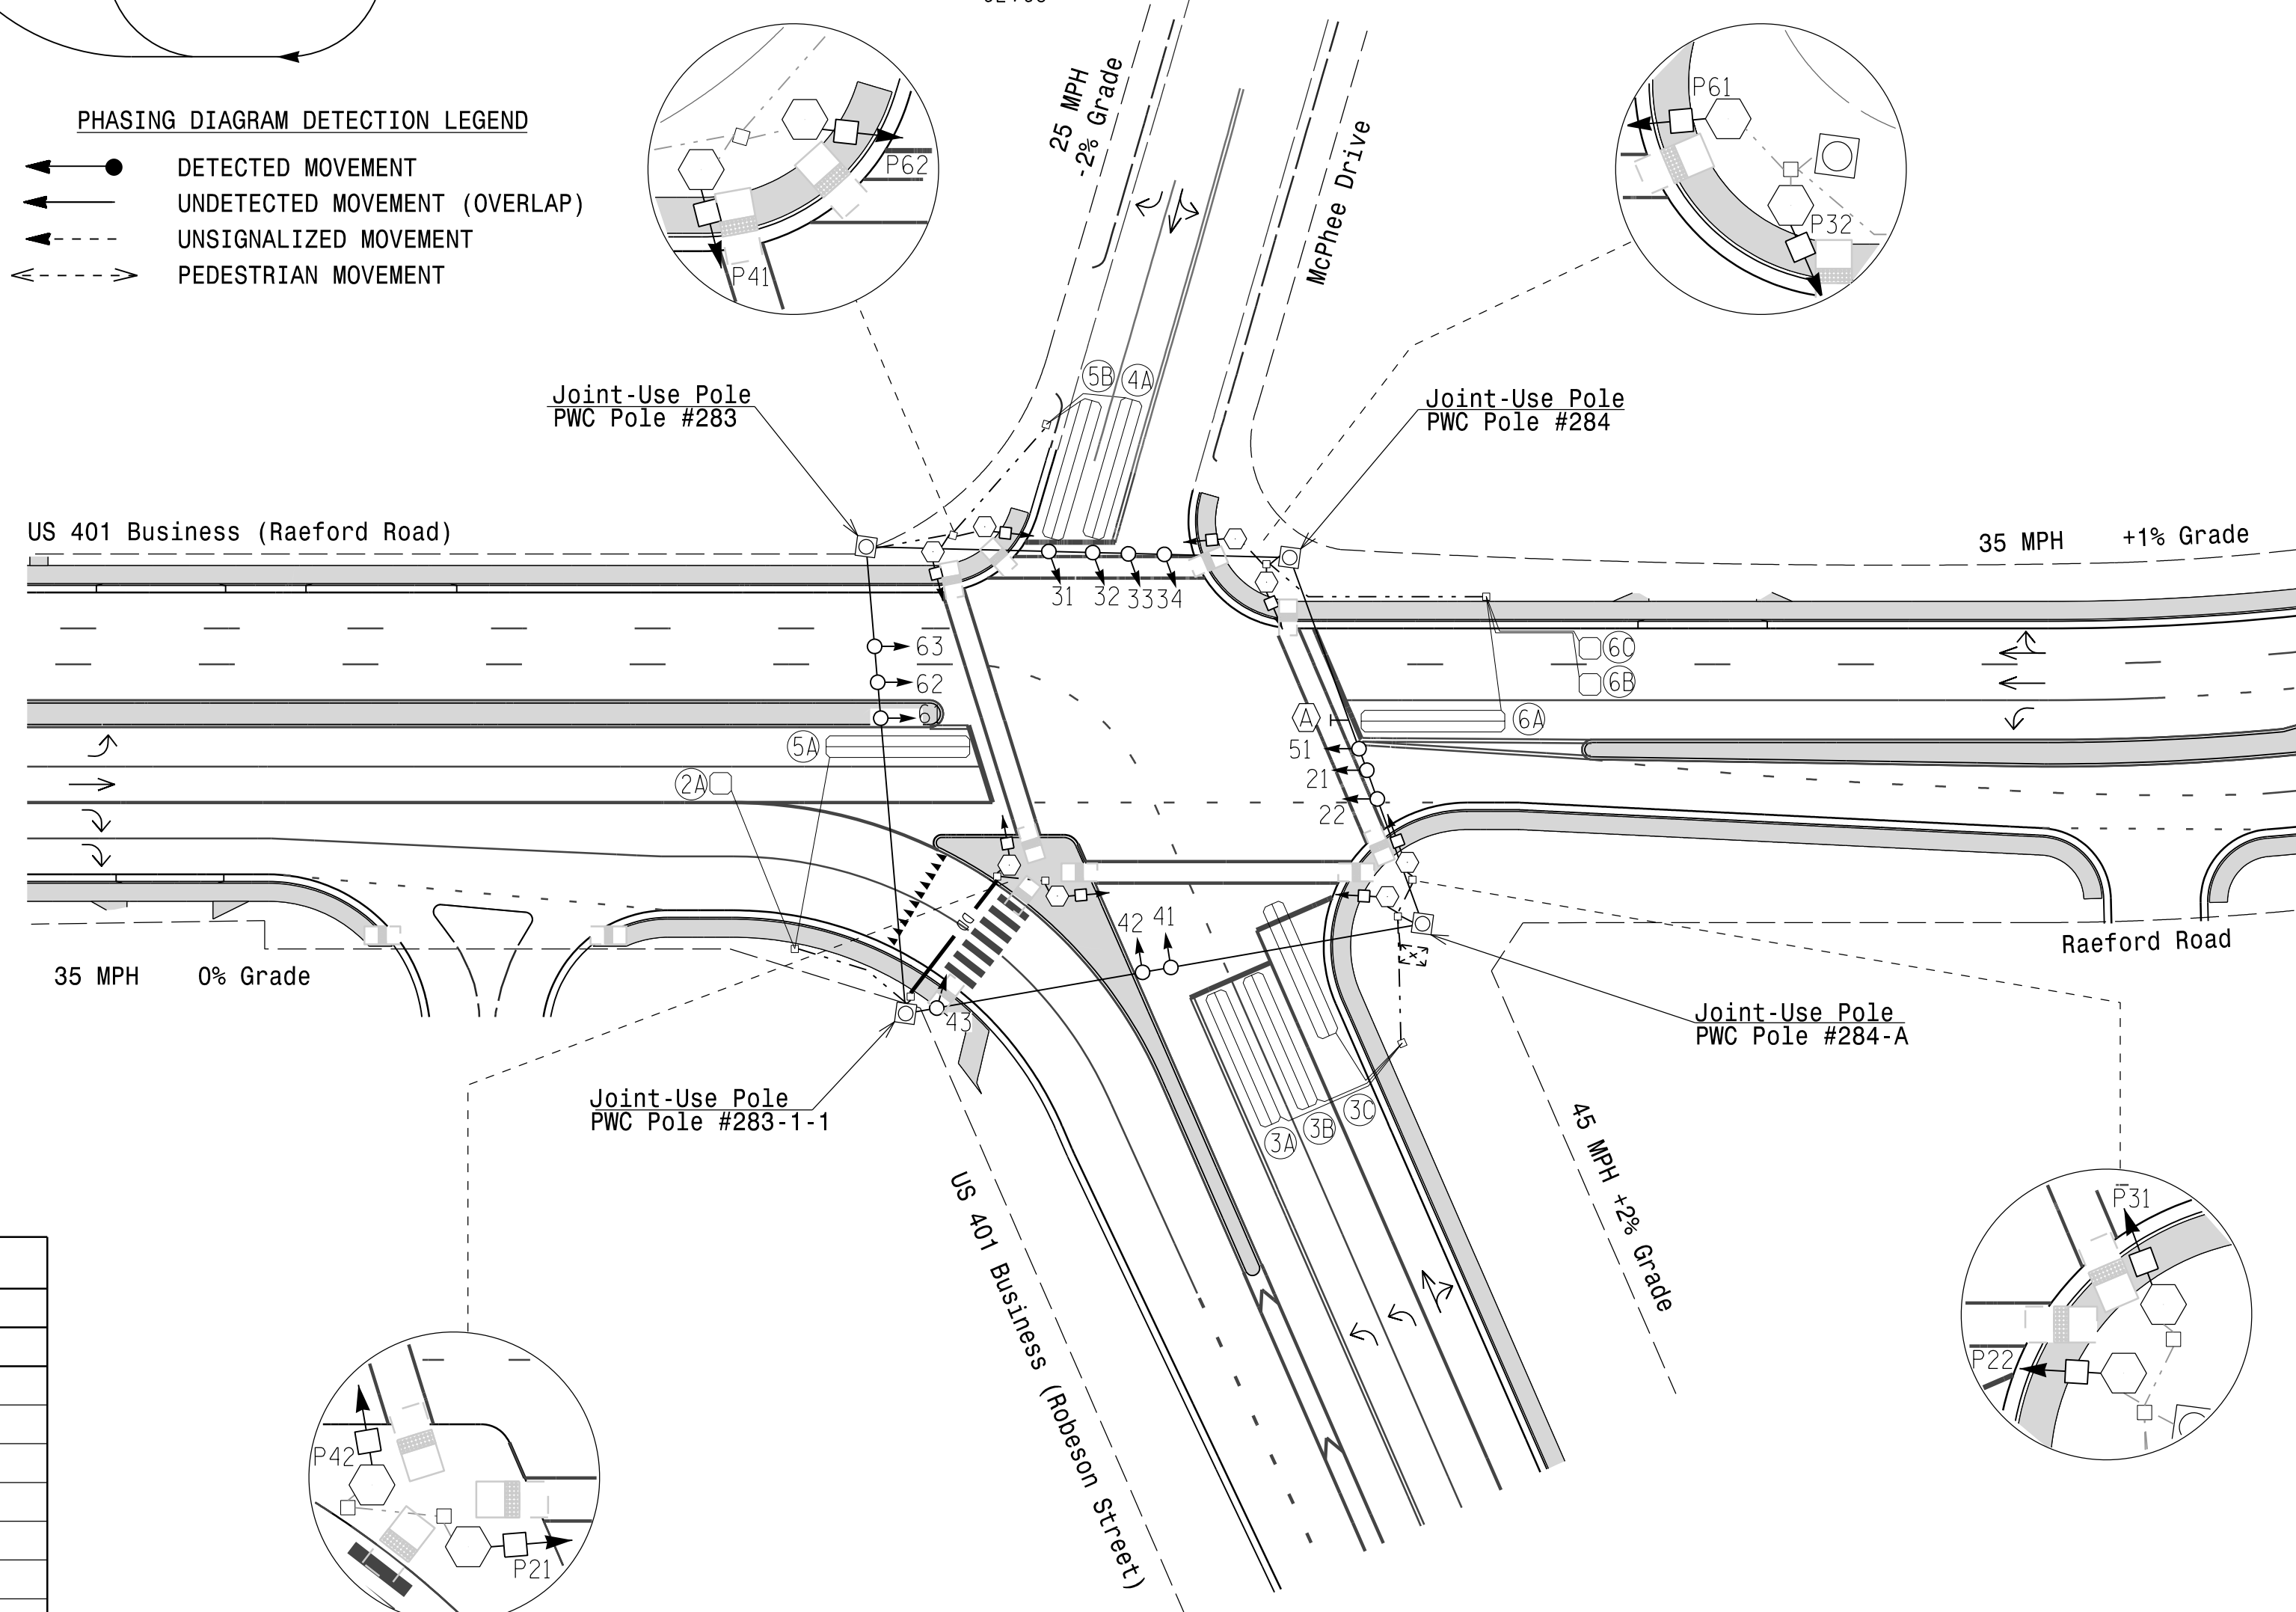 PHASING DIAGRAM DETECTION LEGEND
DETECTED MOVEMENT
UNDETECTED MOVEMENT (OVERLAP)
UNSIGNALIZED MOVEMENT
PEDESTRIAN MOVEMENT
P62
P41
25 MPH
-2% Grade
McPhee Drive
P61
P32
5B
4A
Joint-Use Pole
PWC Pole #283
Joint-Use Pole
PWC Pole #284
US 401 Business (Raeford Road)
35 MPH
+1% Grade
31
32
33
34
63
62
61
6C
6B
6A
A
51
21
22
5A
2A
42
41
43
35 MPH
0% Grade
Raeford Road
Joint-Use Pole
PWC Pole #284-A
Joint-Use Pole
PWC Pole #283-1-1
3A
3B
3C
45 MPH +2% Grade
US 401 Business (Robeson Street)
P42
P21
P31
P22